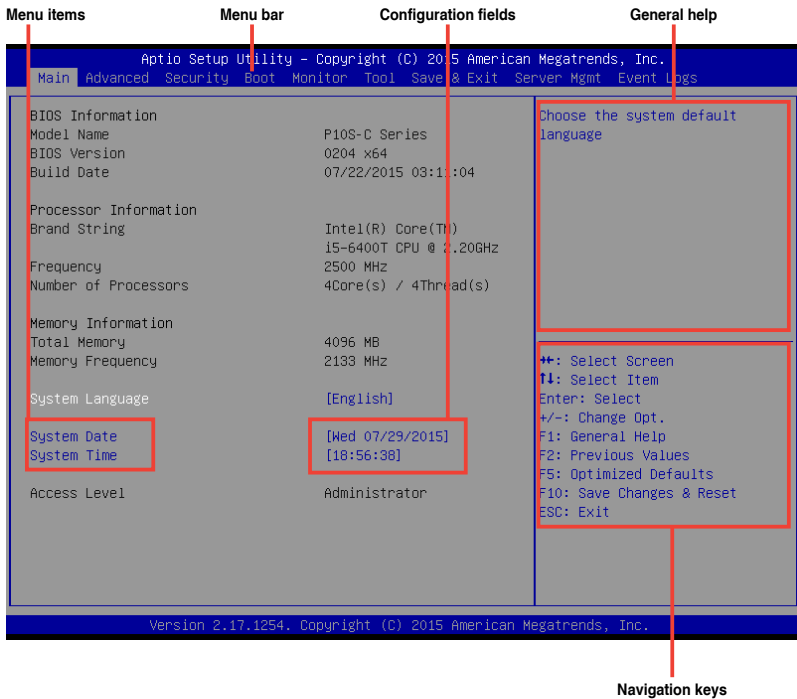 Menu items Menu bar Configuration fields General help
Aptio Setup Utility – Copyright (C) 2015 American Megatrends, Inc.
Main Advanced Security Boot Monitor Tool Save & Exit Server Mgmt Event Logs
BIOS Information
Model Name P10S-C Series
BIOS Version 0204 x64
Build Date 07/22/2015 03:11:04
Processor Information
Brand String Intel(R) Core(TM)
i5-6400T CPU @ 2.20GHz
Frequency 2500 MHz
Number of Processors 4Core(s) / 4Thread(s)
Memory Information
Total Memory 4096 MB
Memory Frequency 2133 MHz
System Language [English]
System Date [Wed 07/29/2015]
System Time [18:56:38]
Access Level Administrator
Choose the system default
language
→←: Select Screen
↑↓: Select Item
Enter: Select
+/-: Change Opt.
F1: General Help
F2: Previous Values
F5: Optimized Defaults
F10: Save Changes & Reset
ESC: Exit
Version 2.17.1254. Copyright (C) 2015 American Megatrends, Inc.
Navigation keys